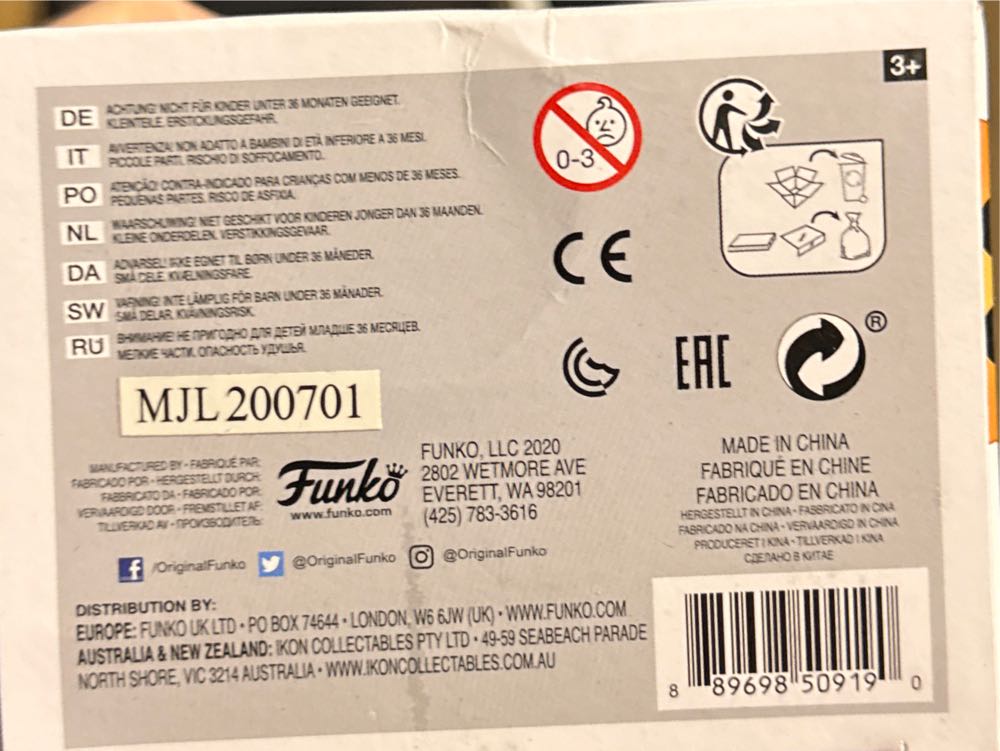 3+
DE ACHTUNG! NICHT FÜR KINDER UNTER 36 MONATEN GEEIGNET.
KLEINTEILE. ERSTICKUNGSGEFAHR.
IT AVVERTENZA! NON ADATTO A BAMBINI DI ETÀ INFERIORE A 36 MESI.
PICCOLE PARTI. RISCHIO DI SOFFOCAMENTO.
PO ATENÇÃO! CONTRA-INDICADO PARA CRIANÇAS COM MENOS DE 36 MESES.
PEQUENAS PARTES. RISCO DE ASFIXIA.
NL WAARSCHUWING! NIET GESCHIKT VOOR KINDEREN JONGER DAN 36 MAANDEN.
KLEINE ONDERDELEN. VERSTIKKINGSGEVAAR.
DA ADVARSEL! IKKE EGNET TIL BØRN UNDER 36 MÅNEDER.
SMÅ DELE. KVÆLNINGSFARE.
SW VARNING! INTE LÄMPLIG FÖR BARN UNDER 36 MÅNADER.
SMÅ DELAR. KVÄVNINGSRISK.
RU ВНИМАНИЕ! НЕ ПРИГОДНО ДЛЯ ДЕТЕЙ МЛАДШЕ 36 МЕСЯЦЕВ.
МЕЛКИЕ ЧАСТИ. ОПАСНОСТЬ УДУШЬЯ.
0-3
CE
EAC
®
MJL 200701
MANUFACTURED BY • FABRIQUÉ PAR:
FABRICADO POR • HERGESTELLT DURCH:
FABBRICATO DA • FABRICADO POR:
VERVAARDIGD DOOR • FREMSTILLET AF:
TILLVERKAD AV • ПРОИЗВОДИТЕЛЬ:
Funko
www.funko.com
FUNKO, LLC 2020
2802 WETMORE AVE
EVERETT, WA 98201
(425) 783-3616
MADE IN CHINA
FABRIQUÉ EN CHINE
FABRICADO EN CHINA
HERGESTELLT IN CHINA • FABBRICATO IN CINA
FABRICADO NA CHINA • VERVAARDIGD IN CHINA
PRODUCERET I KINA • TILLVERKAD I KINA
СДЕЛАНО В КИТАЕ
/OriginalFunko @OriginalFunko @OriginalFunko
DISTRIBUTION BY:
EUROPE: FUNKO UK LTD • PO BOX 74644 • LONDON, W6 6JW (UK) • WWW.FUNKO.COM
AUSTRALIA & NEW ZEALAND: IKON COLLECTABLES PTY LTD • 49-59 SEABEACH PARADE
NORTH SHORE, VIC 3214 AUSTRALIA • WWW.IKONCOLLECTABLES.COM.AU
8 89698 50919 0